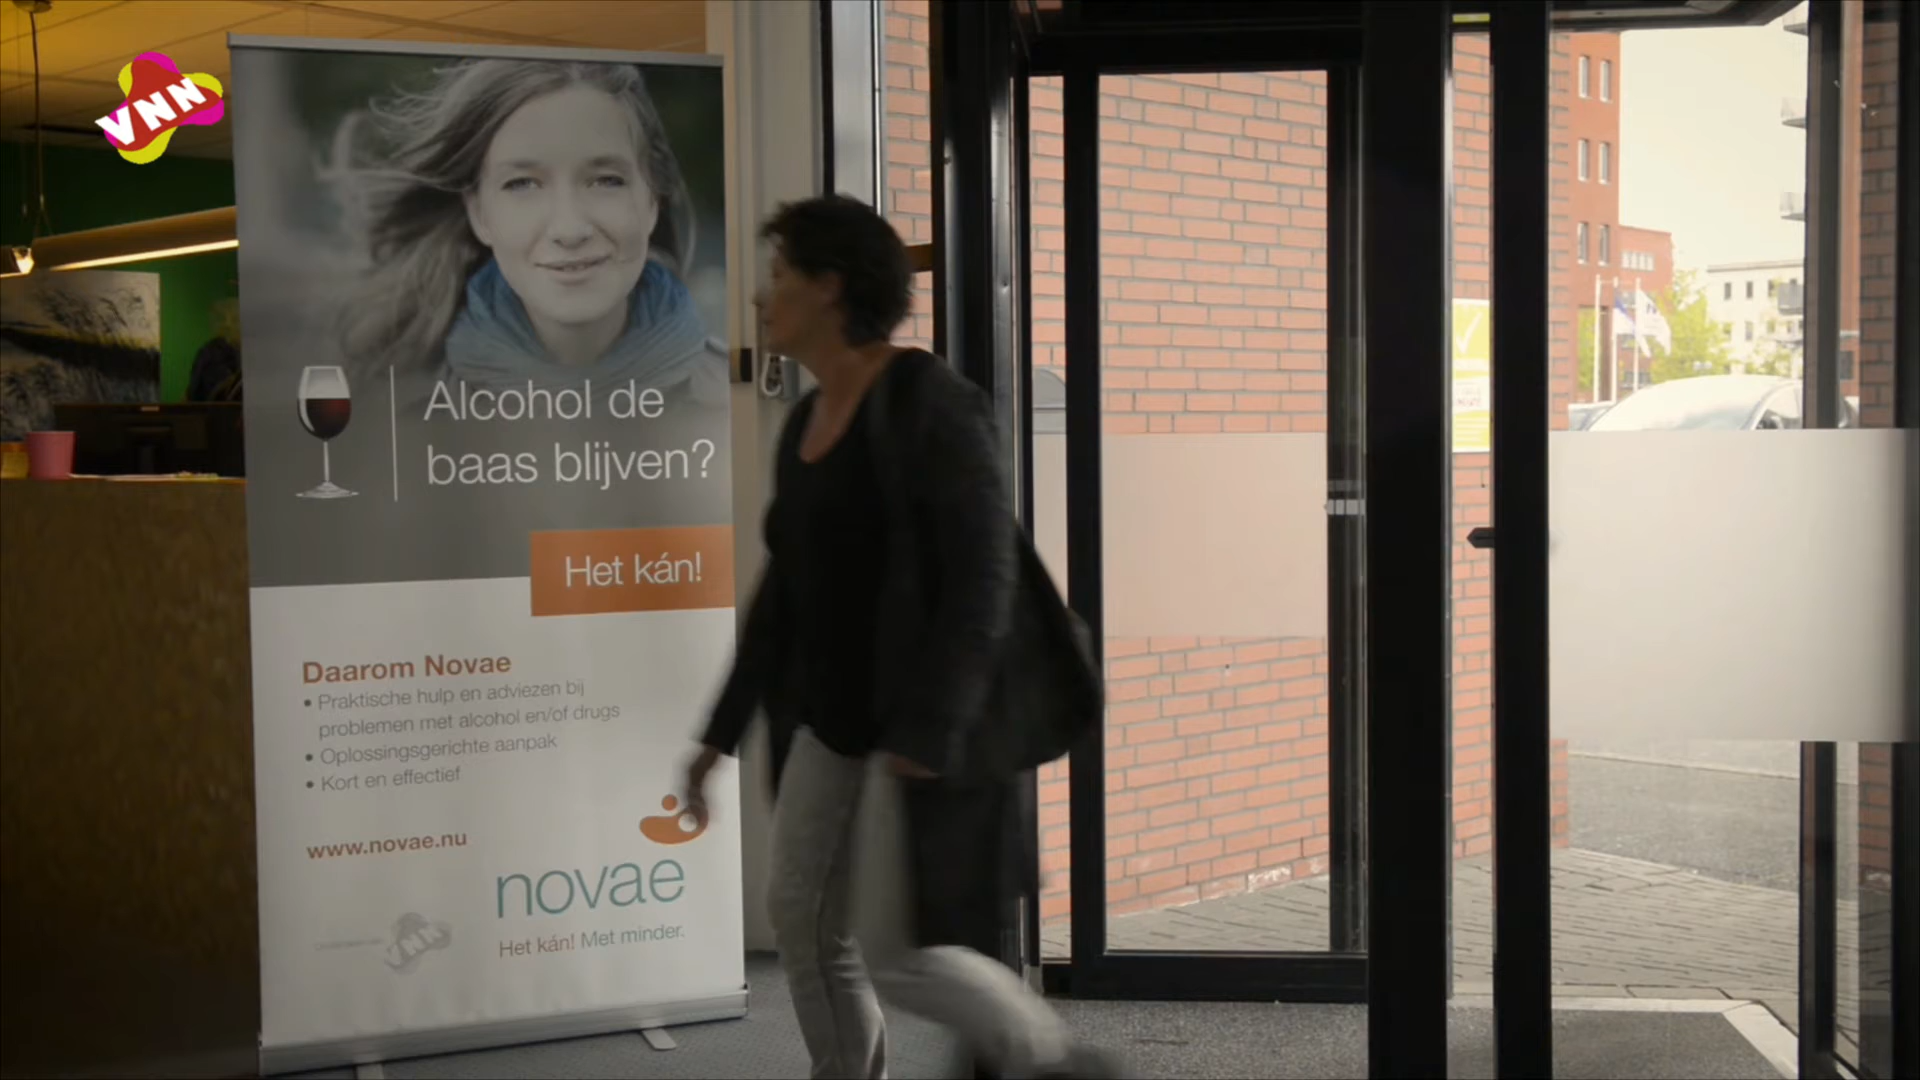 VNN
Alcohol de
baas blijven?
Het kán!
Daarom Novae
• Praktische hulp en adviezen bij
problemen met alcohol en/of drugs
• Oplossingsgerichte aanpak
• Kort en effectief
www.novae.nu
novae
VNN
Het kán! Met minder.